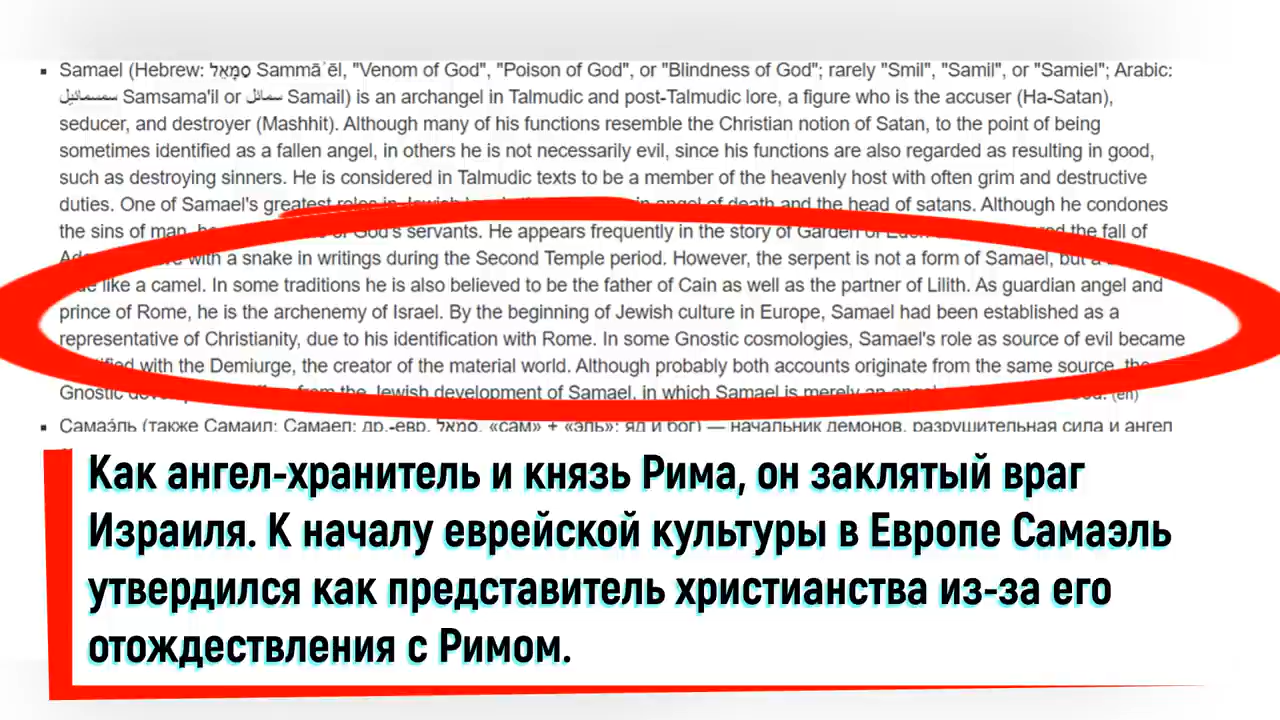 ▪ Samael (Hebrew: סַמָּאֵל Sammāʾēl, "Venom of God", "Poison of God", or "Blindness of God"; rarely "Smil", "Samil", or "Samiel"; Arabic:
سمسمائيل Samsama'il or سمائل Samail) is an archangel in Talmudic and post-Talmudic lore, a figure who is the accuser (Ha-Satan),
seducer, and destroyer (Mashhit). Although many of his functions resemble the Christian notion of Satan, to the point of being
sometimes identified as a fallen angel, in others he is not necessarily evil, since his functions are also regarded as resulting in good,
such as destroying sinners. He is considered in Talmudic texts to be a member of the heavenly host with often grim and destructive
duties. One of Samael's greatest roles in angel of death and the head of satans. Although he condones
the sins of man, of God's servants. He appears frequently in the story of Garden of the fall of
with a snake in writings during the Second Temple period. However, the serpent is not a form of Samael, but
like a camel. In some traditions he is also believed to be the father of Cain as well as the partner of Lilith. As guardian angel and
prince of Rome, he is the archenemy of Israel. By the beginning of Jewish culture in Europe, Samael had been established as a
representative of Christianity, due to his identification with Rome. In some Gnostic cosmologies, Samael's role as source of evil became
with the Demiurge, the creator of the material world. Although probably both accounts originate from the same source, the
Gnostic from the Jewish development of Samael, in which Samael is merely an (en)
▪ Самаэ́ль (также Самаил; Самаел; др.-евр. סמאל, «сам» + «эль»; яд и бог) — начальник демонов, разрушительная сила и ангел
Как ангел-хранитель и князь Рима, он заклятый враг
Израиля. К началу еврейской культуры в Европе Самаэль
утвердился как представитель христианства из-за его
отождествления с Римом.